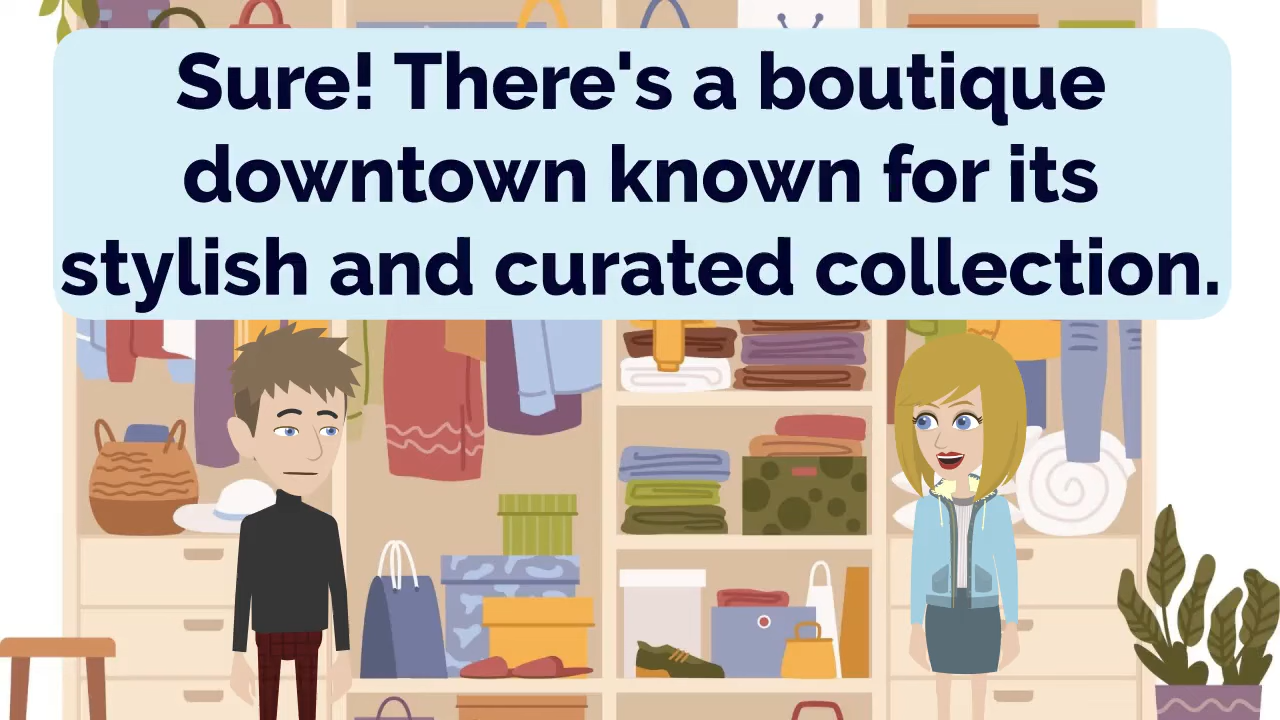 Sure! There's a boutique
downtown known for its
stylish and curated collection.